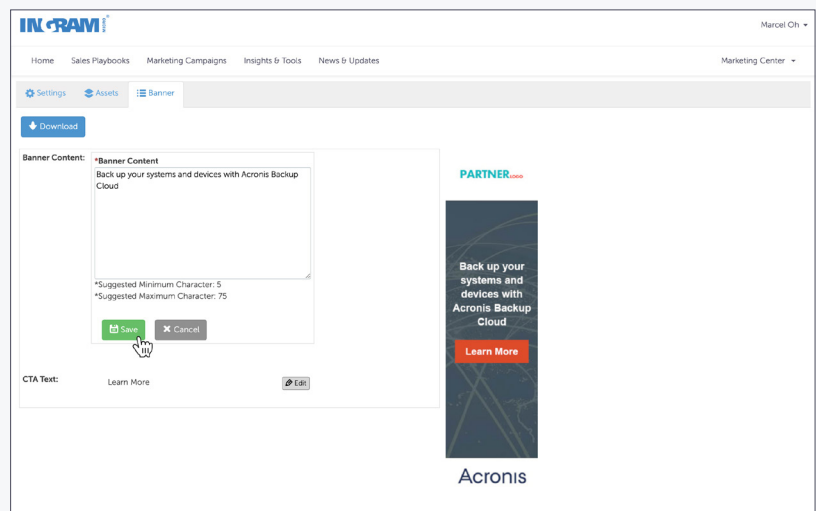 INGRAM MICRO
Marcel Oh
Home Sales Playbooks Marketing Campaigns Insights & Tools News & Updates Marketing Center
Settings Assets Banner
Download
Banner Content:
*Banner Content
Back up your systems and devices with Acronis Backup
Cloud
*Suggested Minimum Character: 5
*Suggested Maximum Character: 75
Save Cancel
CTA Text:
Learn More
Edit
PARTNER LOGO
Back up your
systems and
devices with
Acronis Backup
Cloud
Learn More
Acronis